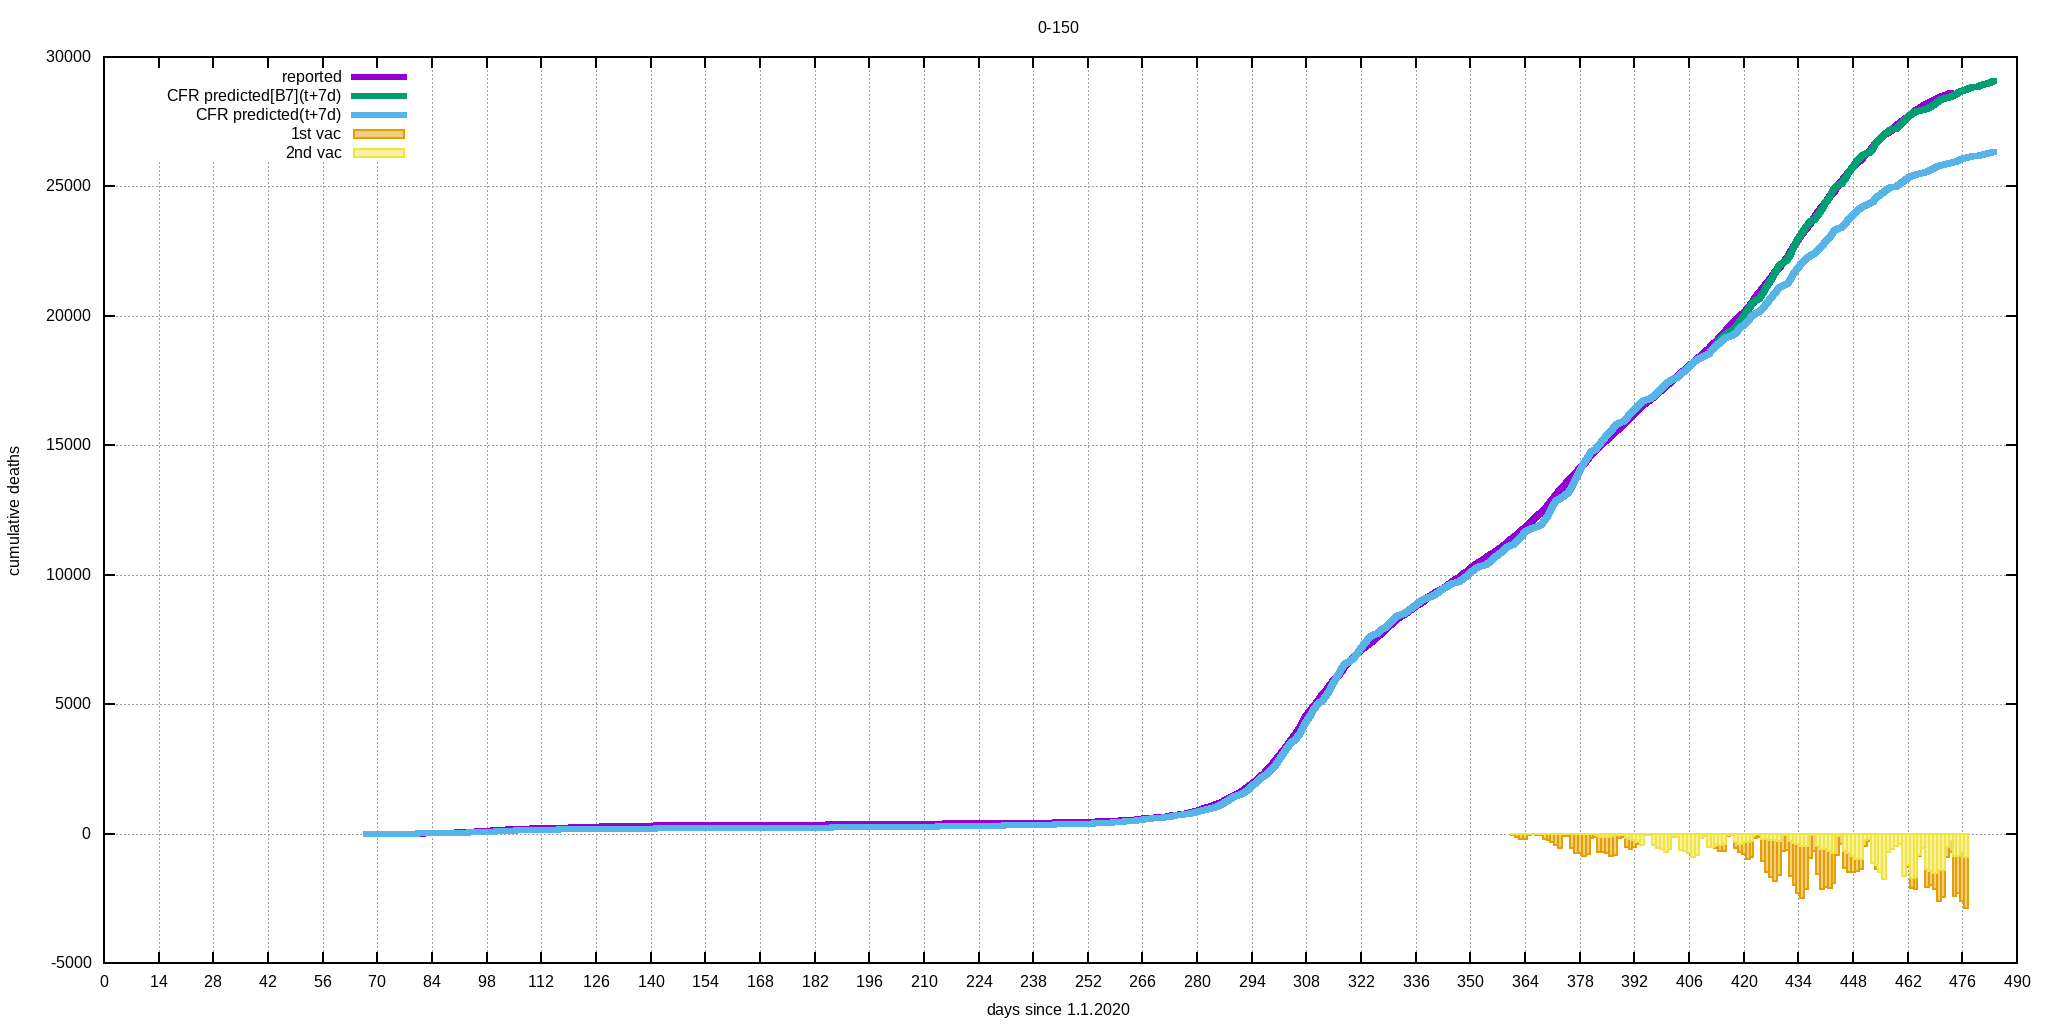 0-150
30000
25000
20000
15000
10000
5000
0
-5000
cumulative deaths
reported
CFR predicted[B7](t+7d)
CFR predicted(t+7d)
1st vac
2nd vac
0 14 28 42 56 70 84 98 112 126 140 154 168 182 196 210 224 238 252 266 280 294 308 322 336 350 364 378 392 406 420 434 448 462 476 490
days since 1.1.2020